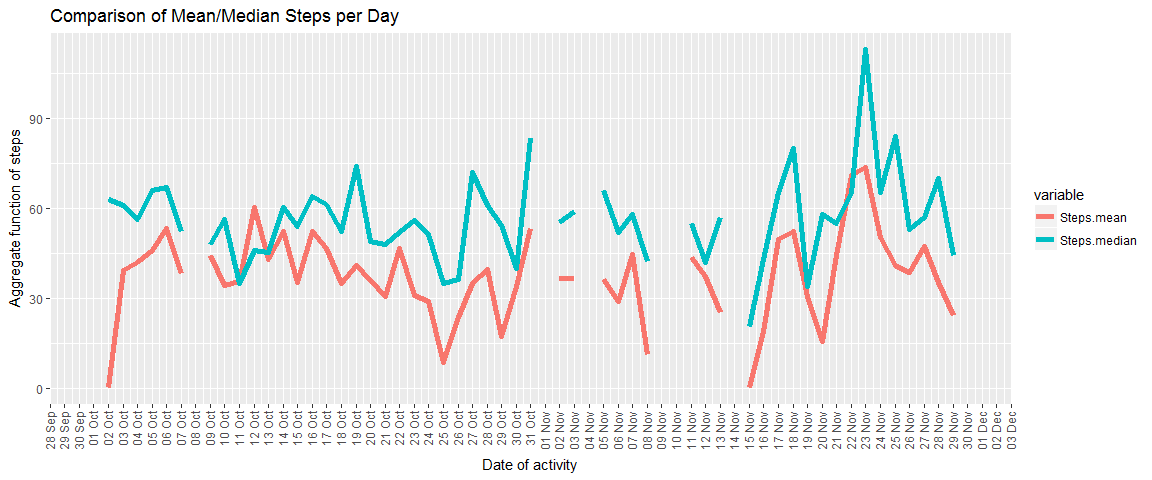 Comparison of Mean/Median Steps per Day
Aggregate function of steps
90
60
30
0
28 Sep
29 Sep
30 Sep
01 Oct
02 Oct
03 Oct
04 Oct
05 Oct
06 Oct
07 Oct
08 Oct
09 Oct
10 Oct
11 Oct
12 Oct
13 Oct
14 Oct
15 Oct
16 Oct
17 Oct
18 Oct
19 Oct
20 Oct
21 Oct
22 Oct
23 Oct
24 Oct
25 Oct
26 Oct
27 Oct
28 Oct
29 Oct
30 Oct
31 Oct
01 Nov
02 Nov
03 Nov
04 Nov
05 Nov
06 Nov
07 Nov
08 Nov
09 Nov
10 Nov
11 Nov
12 Nov
13 Nov
14 Nov
15 Nov
16 Nov
17 Nov
18 Nov
19 Nov
20 Nov
21 Nov
22 Nov
23 Nov
24 Nov
25 Nov
26 Nov
27 Nov
28 Nov
29 Nov
30 Nov
01 Dec
02 Dec
03 Dec
Date of activity
variable
Steps.mean
Steps.median